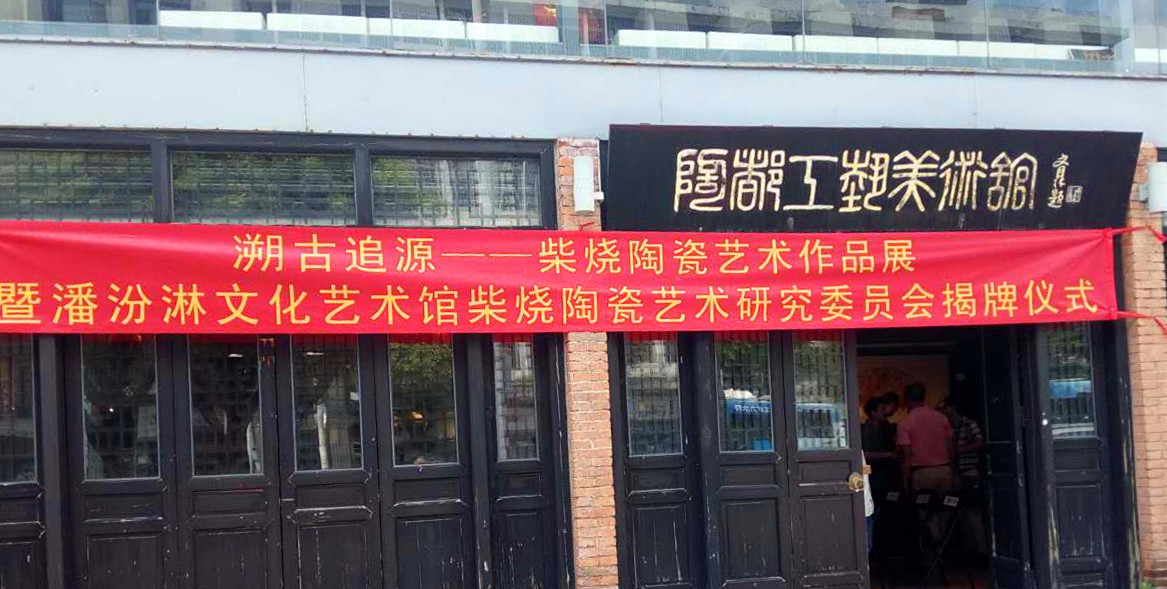 陶都工艺美术馆
溯古追源——柴烧陶瓷艺术作品展
暨潘汾淋文化艺术馆柴烧陶瓷艺术研究委员会揭牌仪式